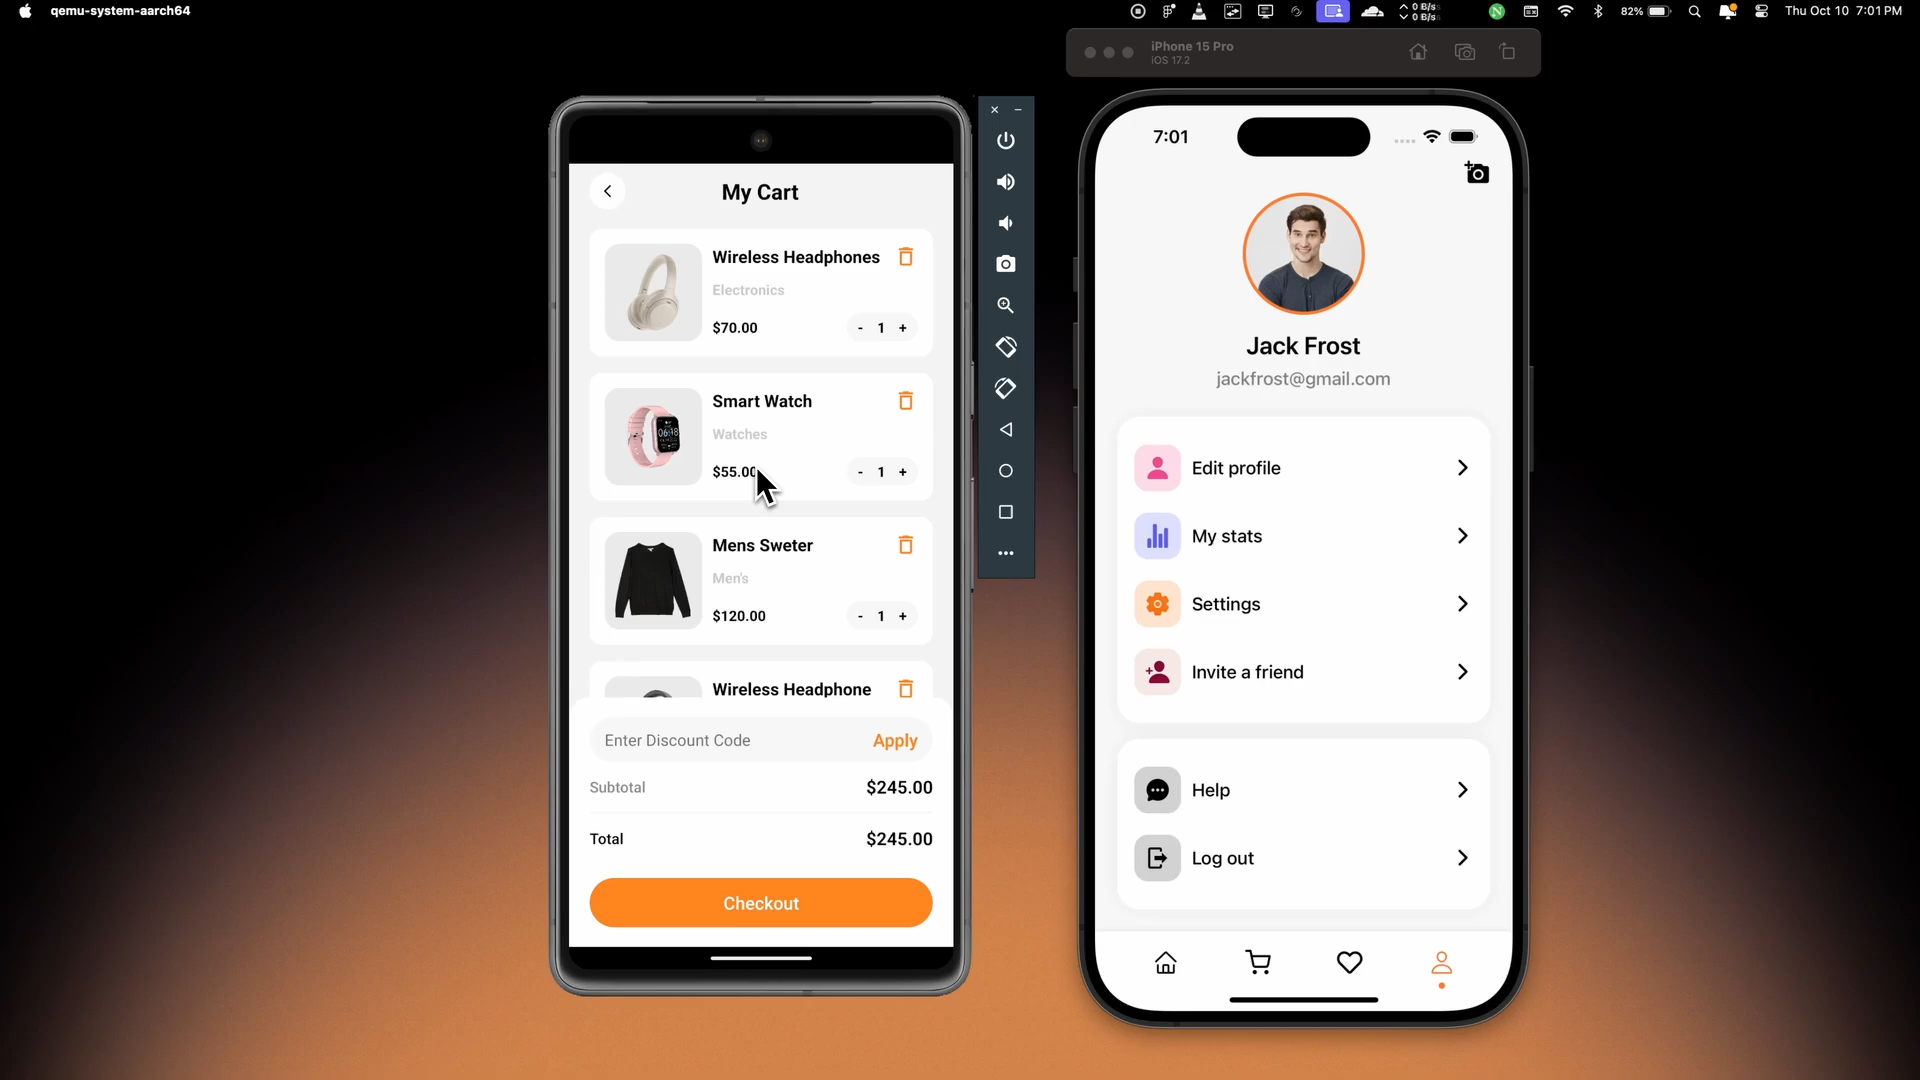 qemu-system-aarch64
0 B/s
0 B/s
82%
Thu Oct 10 7:01 PM
iPhone 15 Pro
iOS 17.2
My Cart
Wireless Headphones
Electronics
$70.00
- 1 +
Smart Watch
Watches
$55.00
- 1 +
Mens Sweter
Men's
$120.00
- 1 +
Wireless Headphone
Enter Discount Code
Apply
Subtotal
$245.00
Total
$245.00
Checkout
7:01
Jack Frost
jackfrost@gmail.com
Edit profile
My stats
Settings
Invite a friend
Help
Log out